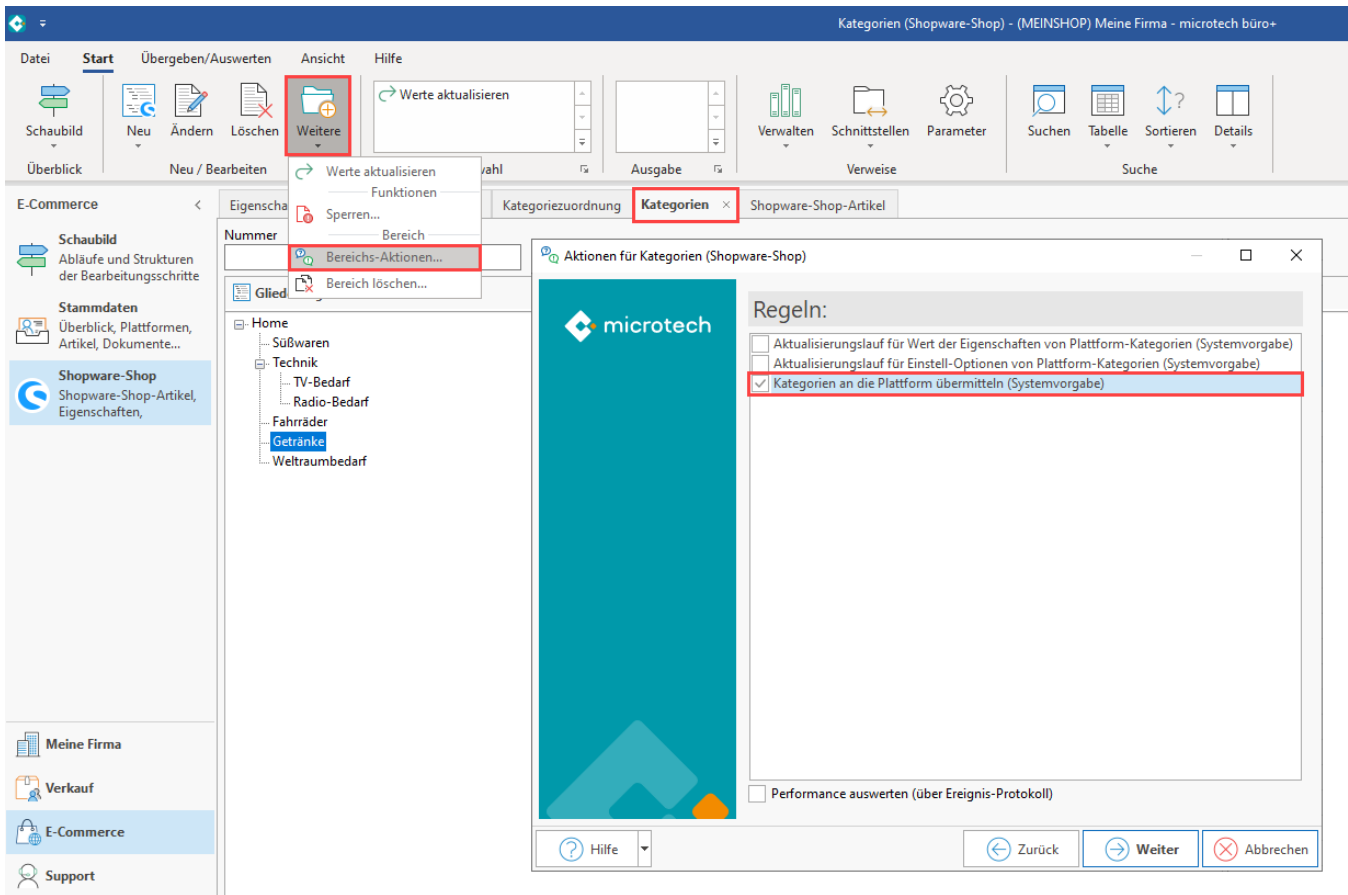 Kategorien (Shopware-Shop) - (MEINSHOP) Meine Firma - microtech büro+
Datei Start Übergeben/Auswerten Ansicht Hilfe
Schaubild
Neu
Ändern
Löschen
Weitere
Werte aktualisieren
Verwalten
Schnittstellen
Parameter
Suchen
Tabelle
Sortieren
Details
Überblick
Neu / Bearbeiten
Ausgabe
Verweise
Suche
Werte aktualisieren
Funktionen
Sperren...
Bereich
Bereichs-Aktionen...
Bereich löschen...
E-Commerce
Kategoriezuordnung
Kategorien
Shopware-Shop-Artikel
Schaubild
Abläufe und Strukturen
der Bearbeitungsschritte
Stammdaten
Überblick, Plattformen,
Artikel, Dokumente...
Shopware-Shop
Shopware-Shop-Artikel,
Eigenschaften,
Nummer
Home
Süßwaren
Technik
TV-Bedarf
Radio-Bedarf
Fahrräder
Getränke
Weltraumbedarf
Aktionen für Kategorien (Shopware-Shop)
microtech
Regeln:
Aktualisierungslauf für Wert der Eigenschaften von Plattform-Kategorien (Systemvorgabe)
Aktualisierungslauf für Einstell-Optionen von Plattform-Kategorien (Systemvorgabe)
Kategorien an die Plattform übermitteln (Systemvorgabe)
Performance auswerten (über Ereignis-Protokoll)
Hilfe
Zurück
Weiter
Abbrechen
Meine Firma
Verkauf
E-Commerce
Support